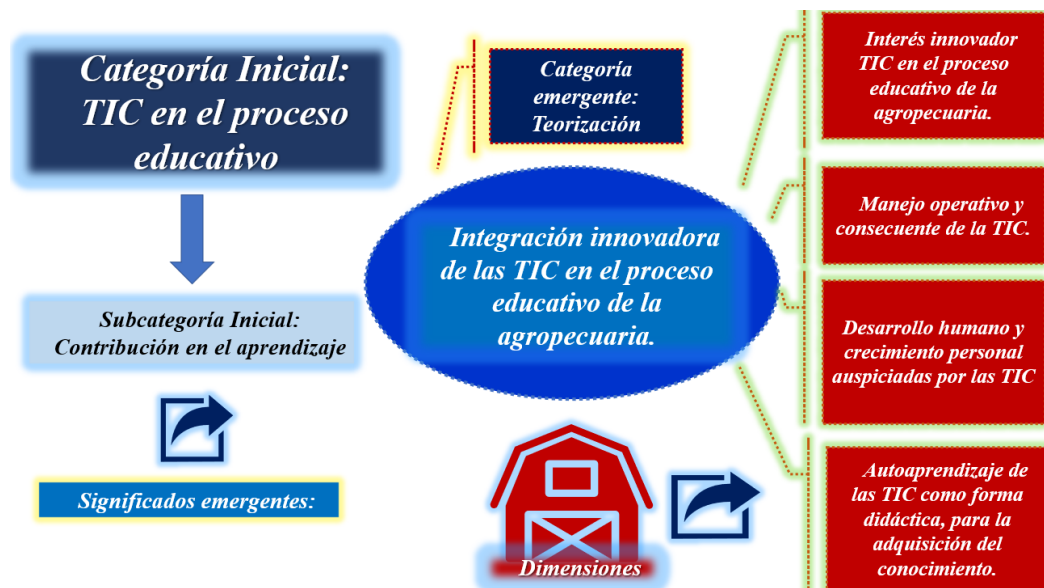 Categoría Inicial:
TIC en el proceso
educativo
Subcategoría Inicial:
Contribución en el aprendizaje
Significados emergentes:
Categoría
emergente:
Teorización
Integración innovadora
de las TIC en el proceso
educativo de la
agropecuaria.
Dimensiones
Interés innovador
TIC en el proceso
educativo de la
agropecuaria.
Manejo operativo y
consecuente de la TIC.
Desarrollo humano y
crecimiento personal
auspiciadas por las TIC
Autoaprendizaje de
las TIC como forma
didáctica, para la
adquisición del
conocimiento.